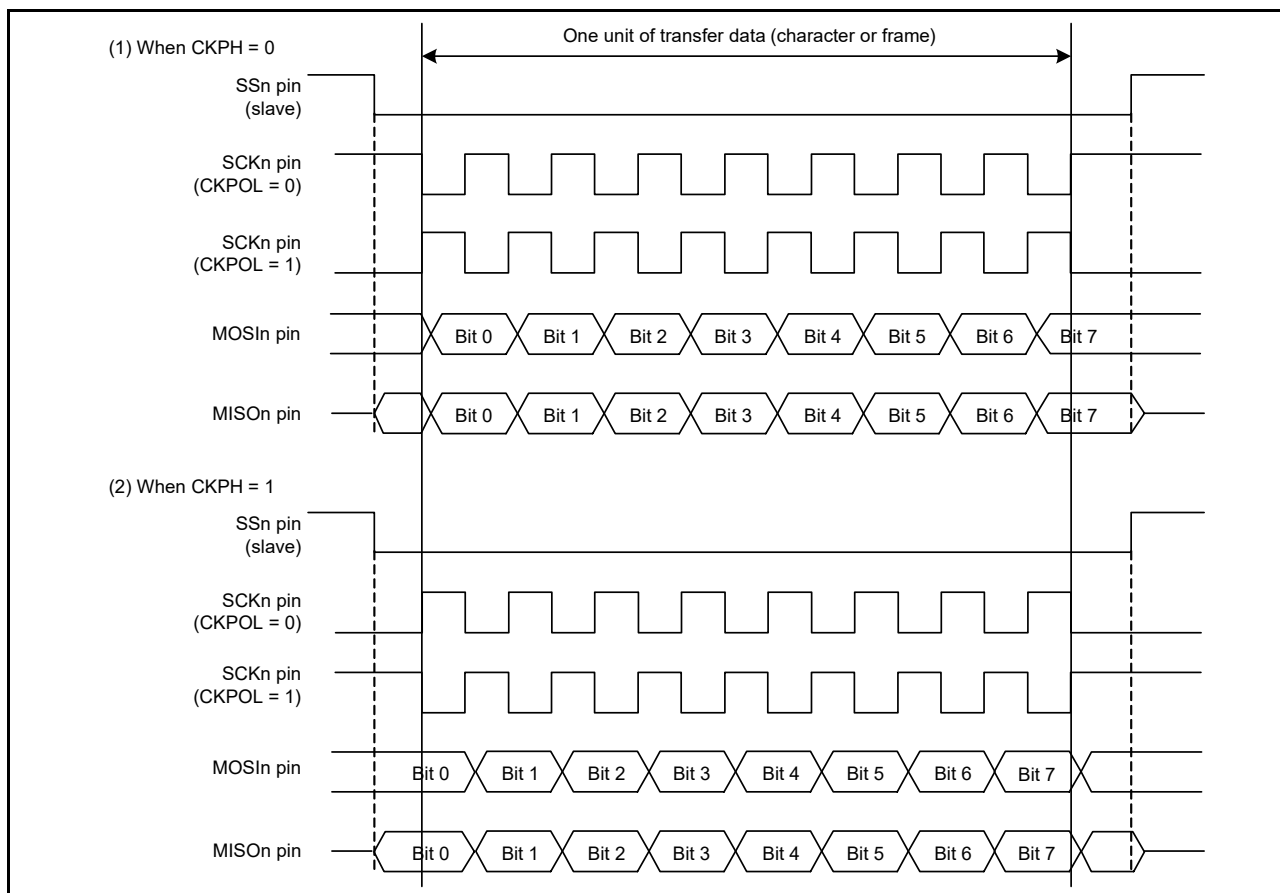 (1) When CKPH = 0
One unit of transfer data (character or frame)
SSn pin
(slave)
SCKn pin
(CKPOL = 0)
SCKn pin
(CKPOL = 1)
MOSIn pin
Bit 0 Bit 1 Bit 2 Bit 3 Bit 4 Bit 5 Bit 6 Bit 7
MISOn pin
Bit 0 Bit 1 Bit 2 Bit 3 Bit 4 Bit 5 Bit 6 Bit 7
(2) When CKPH = 1
SSn pin
(slave)
SCKn pin
(CKPOL = 0)
SCKn pin
(CKPOL = 1)
MOSIn pin
Bit 0 Bit 1 Bit 2 Bit 3 Bit 4 Bit 5 Bit 6 Bit 7
MISOn pin
Bit 0 Bit 1 Bit 2 Bit 3 Bit 4 Bit 5 Bit 6 Bit 7